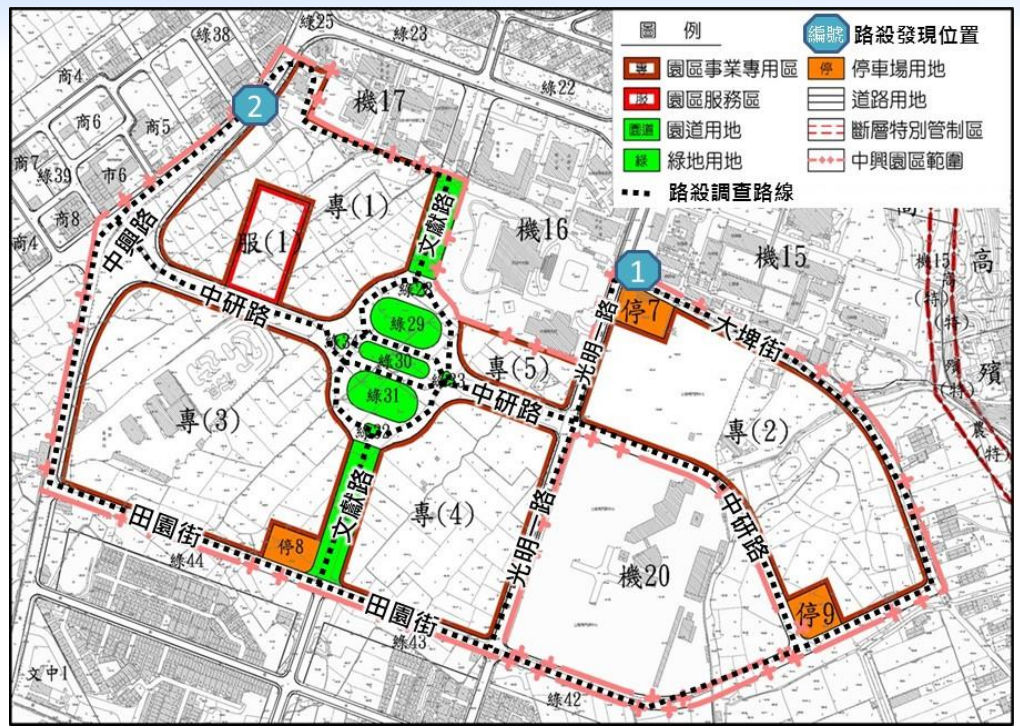 圖 例
編號 路殺發現位置
專 園區事業專用區
停 停車場用地
服 園區服務區
道路用地
園道 園道用地
斷層特別管制區
綠 綠地用地
中興園區範圍
路殺調查路線
綠25
綠38
綠23
商4
綠22
2
機17
商6
商5
商7
綠39
市6
專(1)
商8
文獻路
機16
機15
商4
服(1)
高
中興路
1
機15
(特)
停7
中研路
綠29
大埤街
光明一路
綠30
專(5)
殯
綠31
中研路
農
(特)
專(3)
專(2)
文獻路
專(4)
中研路
田園街
停8
光明一路
綠44
機20
田園街
停9
綠43
文中1
綠42